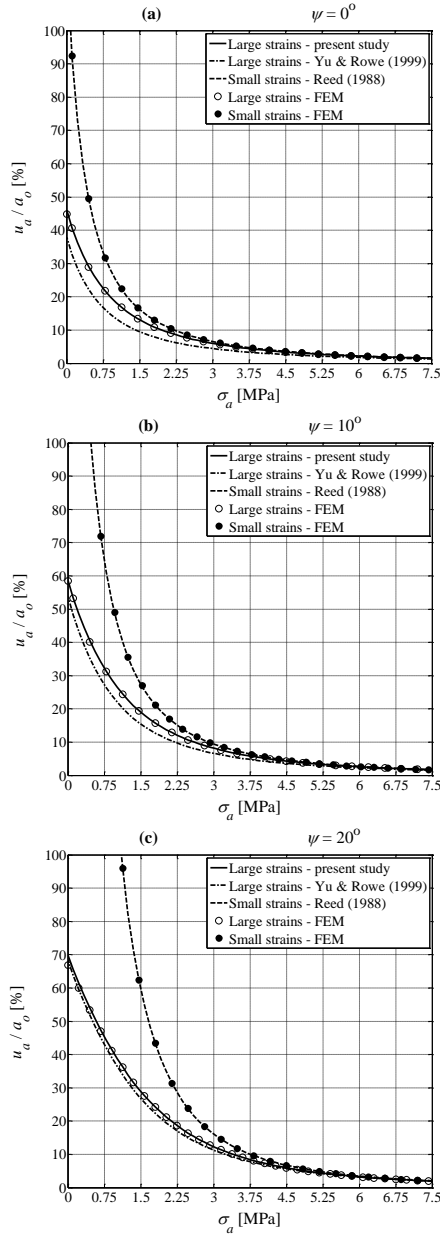 (a) ψ = 0°
100
90
80
70
60
50
40
30
20
10
0
u_a / a_o [%]
Large strains - present study
Large strains - Yu & Rowe (1999)
Small strains - Reed (1988)
Large strains - FEM
Small strains - FEM
0 0.75 1.5 2.25 3 3.75 4.5 5.25 6 6.75 7.5
σ_a [MPa]
(b) ψ = 10°
100
90
80
70
60
50
40
30
20
10
0
u_a / a_o [%]
Large strains - present study
Large strains - Yu & Rowe (1999)
Small strains - Reed (1988)
Large strains - FEM
Small strains - FEM
0 0.75 1.5 2.25 3 3.75 4.5 5.25 6 6.75 7.5
σ_a [MPa]
(c) ψ = 20°
100
90
80
70
60
50
40
30
20
10
0
u_a / a_o [%]
Large strains - present study
Large strains - Yu & Rowe (1999)
Small strains - Reed (1988)
Large strains - FEM
Small strains - FEM
0 0.75 1.5 2.25 3 3.75 4.5 5.25 6 6.75 7.5
σ_a [MPa]